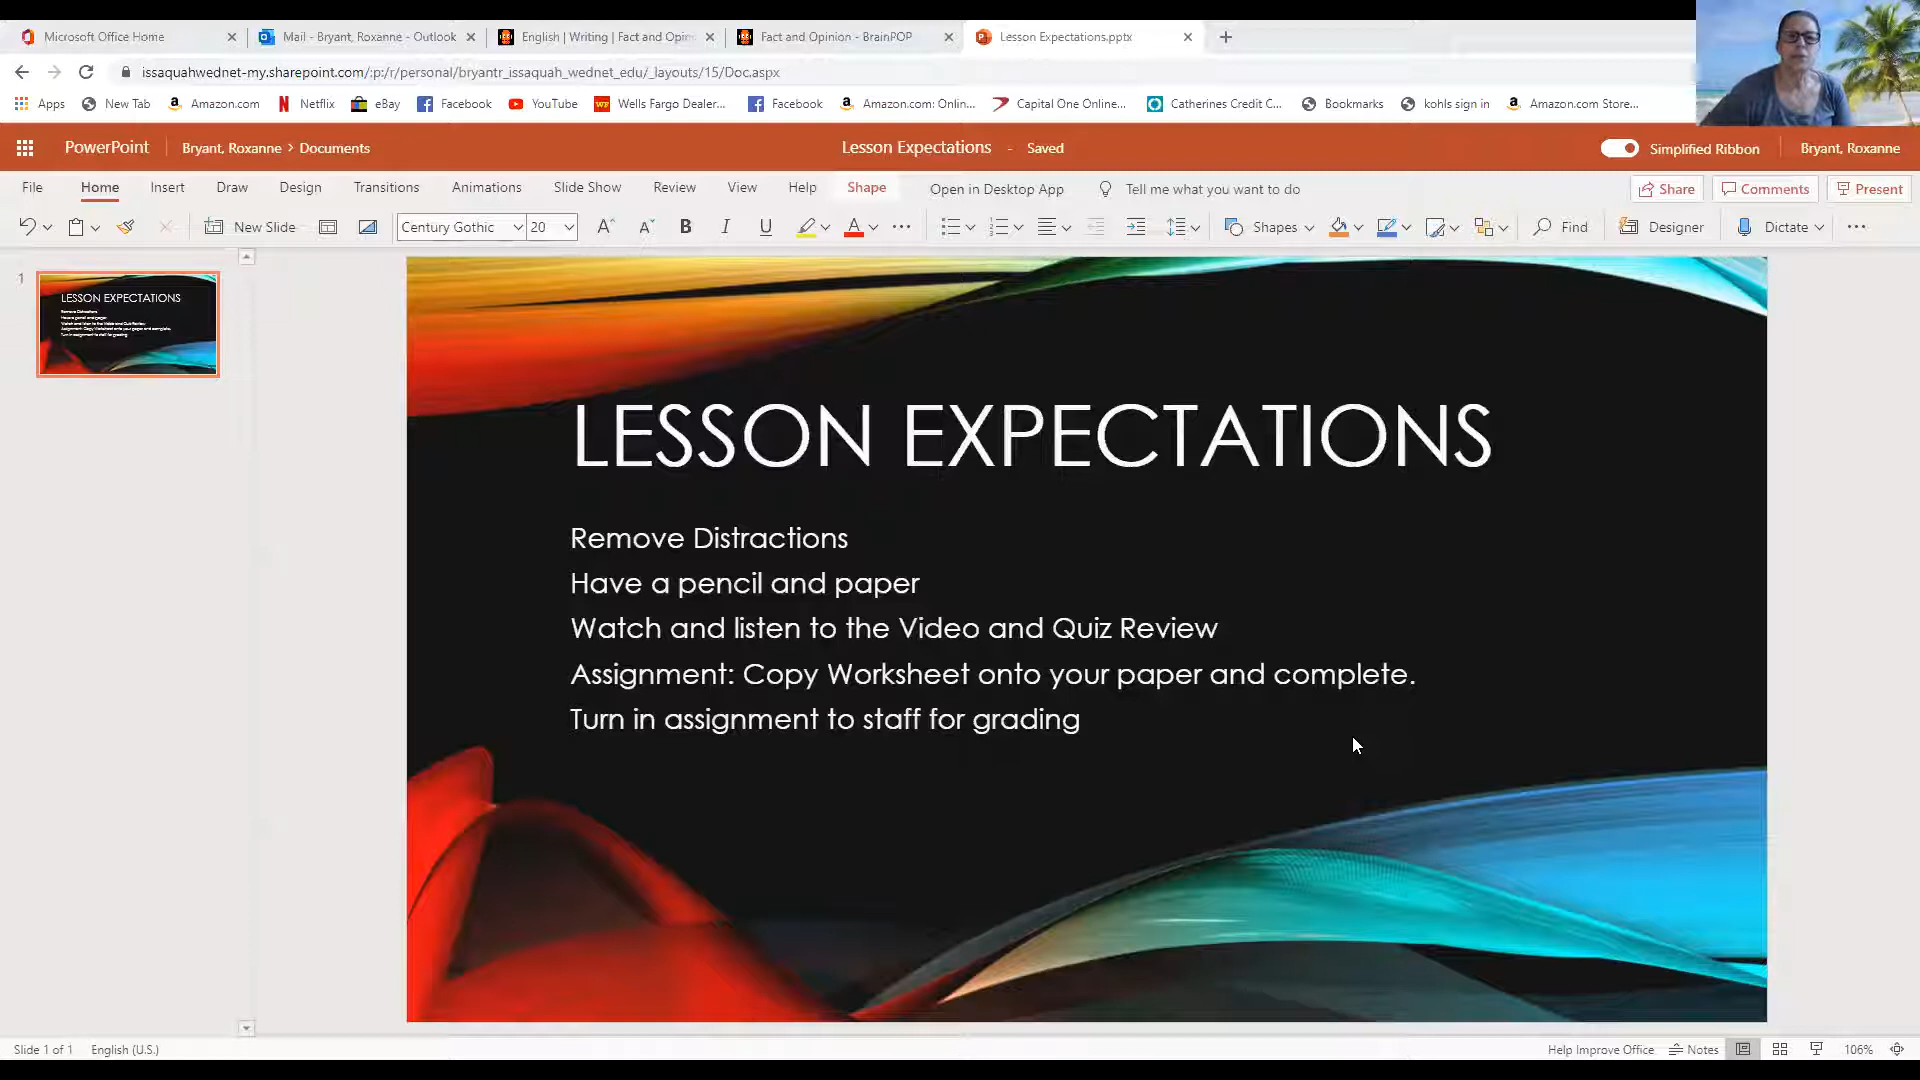 Microsoft Office Home
Mail - Bryant, Roxanne - Outlook
English | Writing | Fact and Opin
Fact and Opinion - BrainPOP
Lesson Expectations.pptx
issaquahwednet-my.sharepoint.com/:p:/r/personal/bryantr_issaquah_wednet_edu/_layouts/15/Doc.aspx
Apps New Tab Amazon.com Netflix eBay Facebook YouTube Wells Fargo Dealer... Facebook Amazon.com: Onlin... Capital One Online... Catherines Credit C... Bookmarks kohls sign in Amazon.com Store...
PowerPoint Bryant, Roxanne > Documents Lesson Expectations - Saved Simplified Ribbon Bryant, Roxanne
File Home Insert Draw Design Transitions Animations Slide Show Review View Help Shape Open in Desktop App Tell me what you want to do Share Comments Present
New Slide Century Gothic 20 A A B I U A Shapes Find Designer Dictate
1
LESSON EXPECTATIONS
Remove Distractions
Have a pencil and paper
Watch and listen to the Video and Quiz Review
Assignment: Copy Worksheet onto your paper and complete.
Turn in assignment to staff for grading
LESSON EXPECTATIONS
Remove Distractions
Have a pencil and paper
Watch and listen to the Video and Quiz Review
Assignment: Copy Worksheet onto your paper and complete.
Turn in assignment to staff for grading
Slide 1 of 1 English (U.S.) Help Improve Office Notes 106%